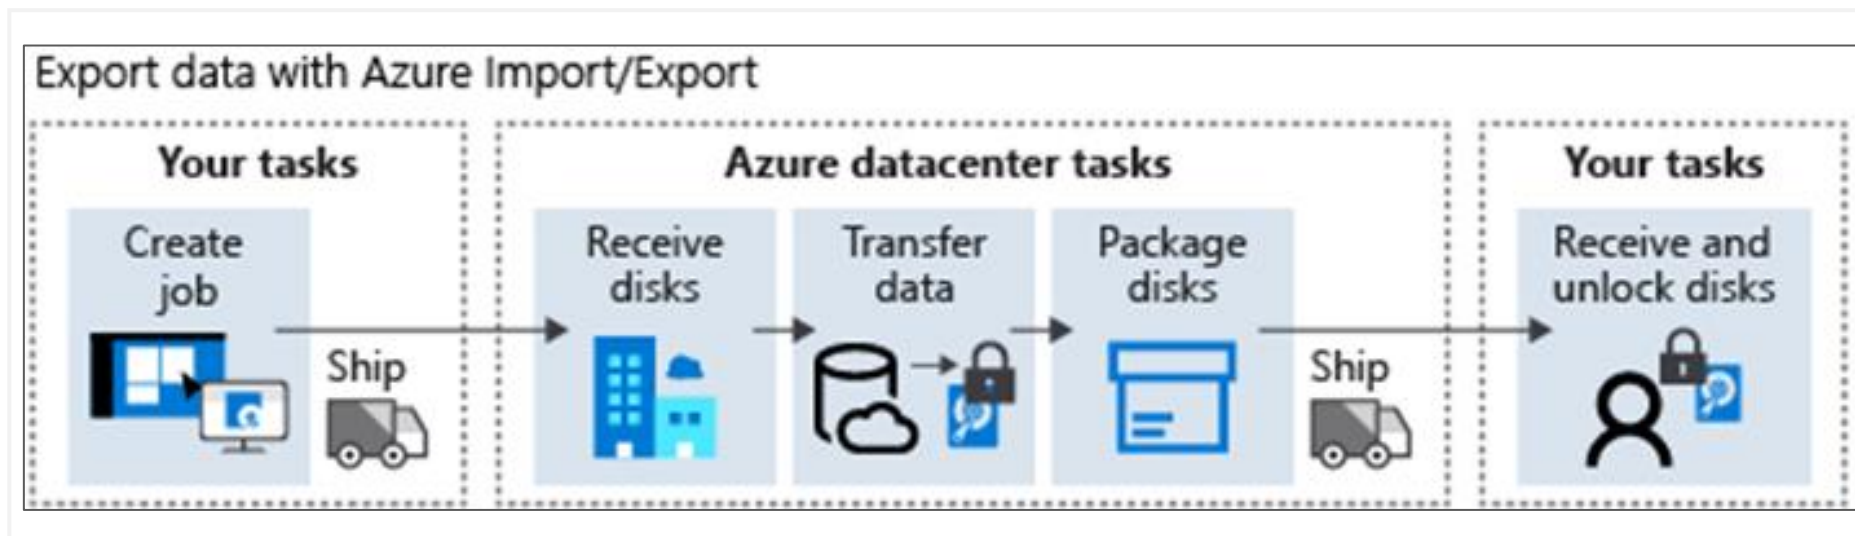 Export data with Azure Import/Export
Your tasks
Create
job
Ship
Azure datacenter tasks
Receive
disks
Transfer
data
Package
disks
Ship
Your tasks
Receive and
unlock disks